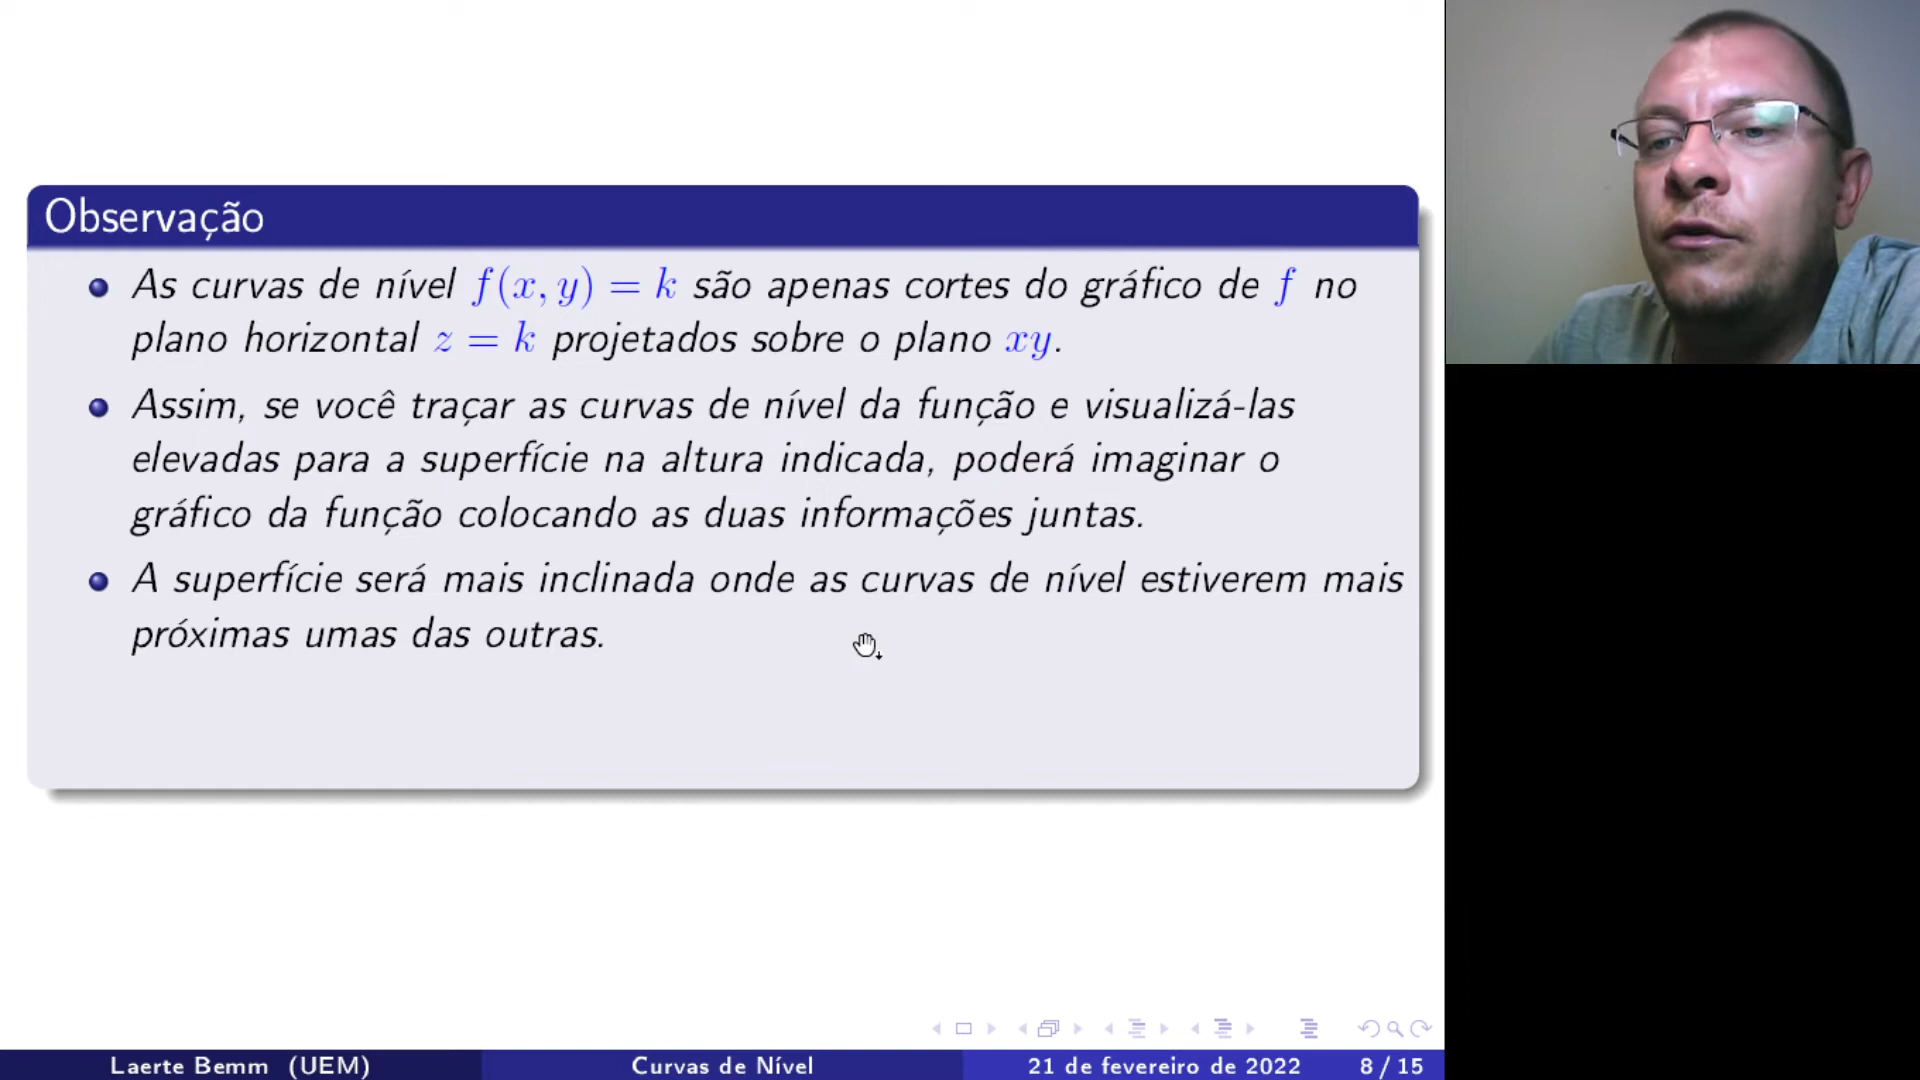 Observação
As curvas de nível f(x, y) = k são apenas cortes do gráfico de f no
plano horizontal z = k projetados sobre o plano xy.
Assim, se você traçar as curvas de nível da função e visualizá-las
elevadas para a superfície na altura indicada, poderá imaginar o
gráfico da função colocando as duas informações juntas.
A superfície será mais inclinada onde as curvas de nível estiverem mais
próximas umas das outras.
Laerte Bemm (UEM) Curvas de Nível 21 de fevereiro de 2022 8 / 15